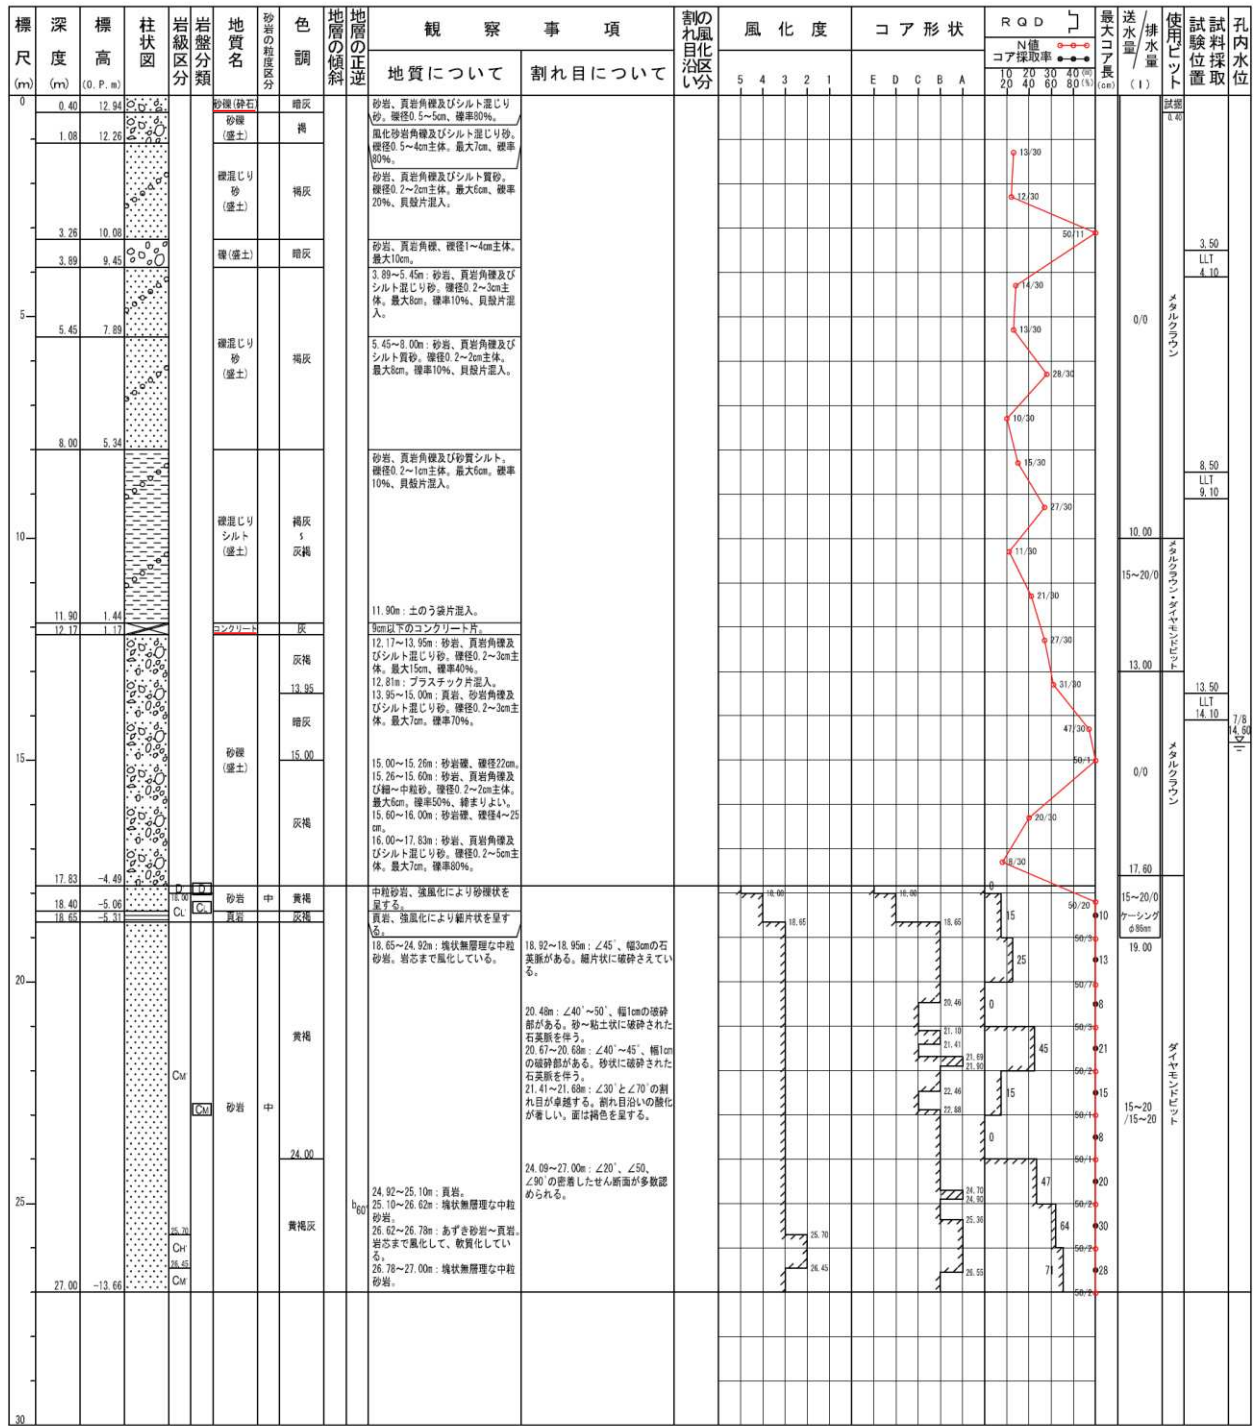 標尺(m)
深度(m)
標高(O.P.m)
柱状図
岩級区分
岩盤分類
地質名
砂岩の粒度区分
色調
地層の傾斜
地層の正逆
観察事項
地質について
割れ目について
割れ目沿いの風化区分
風化度
5 4 3 2 1
コア形状
E D C B A
RQD
N値
コア採取率
10 20 30 40 (回)
20 40 60 80 (%)
最大コア長(cm)
送水量/排水量(l)
使用ビット
試験位置
試料採取
孔内水位
0
5
10
15
20
25
30
0.40 12.94
1.08 12.26
3.26 10.08
3.89 9.45
5.45 7.89
8.00 5.34
11.90 1.44
12.17 1.17
17.83 -4.49
18.40 -5.06
18.65 -5.31
27.00 -13.66
D
18.00
CL'
CM'
25.70
CH'
26.45
CM'
D
CL
CM
砂礫(砕石)
砂礫
(盛土)
礫混じり
砂
(盛土)
礫(盛土)
礫混じり
砂
(盛土)
礫混じり
シルト
(盛土)
コンクリート
砂礫
(盛土)
砂岩
頁岩
砂岩
中
中
暗灰
褐
褐灰
暗灰
褐灰
褐灰
~
灰褐
灰
灰褐
13.95
暗灰
15.00
灰褐
黄褐
灰褐
黄褐
24.00
黄褐灰
b60°
砂岩、頁岩角礫及びシルト混じり
砂。礫径0.5~5cm、礫率80%。
風化砂岩角礫及びシルト混じり砂。
礫径0.5~4cm主体。最大7cm、礫率
80%。
砂岩、頁岩角礫及びシルト質砂。
礫径0.2~2cm主体。最大6cm、礫率
20%、貝殻片混入。
砂岩、頁岩角礫、礫径1~4cm主体。
最大10cm。
3.89~5.45m:砂岩、頁岩角礫及び
シルト混じり砂。礫径0.2~3cm主
体。最大8cm。礫率10%、貝殻片混
入。
5.45~8.00m:砂岩、頁岩角礫及び
シルト質砂。礫径0.2~2cm主体。
最大8cm。礫率10%、貝殻片混入。
砂岩、頁岩角礫及び砂質シルト。
礫径0.2~1cm主体。最大6cm。礫率
10%、貝殻片混入。
11.90m:土のう袋片混入。
9cm以下のコンクリート片。
12.17~13.95m:砂岩、頁岩角礫及
びシルト混じり砂。礫径0.2~3cm主
体。最大15cm、礫率40%。
12.81m:プラスチック片混入。
13.95~15.00m:頁岩、砂岩角礫及
びシルト混じり砂。礫径0.2~3cm主
体。最大7cm。礫率70%。
15.00~15.26m:砂岩礫、礫径22cm。
15.26~15.60m:砂岩、頁岩角礫及
び細~中粒砂。礫径0.2~2cm主体。
最大6cm。礫率50%、締まりよい。
15.60~16.00m:砂岩礫、礫径4~25
cm。
16.00~17.83m:砂岩、頁岩角礫及
びシルト混じり砂。礫径0.2~5cm主
体。最大7cm。礫率80%。
中粒砂岩、強風化により砂礫状を
呈する。
頁岩、強風化により細片状を呈す
る。
18.65~24.92m:塊状無層理な中粒
砂岩。岩芯まで風化している。
24.92~25.10m:頁岩。
25.10~26.62m:塊状無層理な中粒
砂岩。
26.62~26.78m:あずき砂岩~頁岩。
岩芯まで風化して、軟質化してい
る。
26.78~27.00m:塊状無層理な中粒
砂岩。
18.92~18.95m:∠45°、幅3cmの石
英脈がある。細片状に破砕さえてい
る。
20.48m:∠40°~50°、幅1cmの破砕
部がある。砂~粘土状に破砕された
石英脈を伴う。
20.67~20.68m:∠40°~45°、幅1cm
の破砕部がある。砂状に破砕された
石英脈を伴う。
21.41~21.68m:∠30°と∠70°の割
れ目が卓越する。割れ目沿いの酸化
が著しい。面は褐色を呈する。
24.09~27.00m:∠20°、∠50、
∠90°の密着したせん断面が多数認
められる。
18.00
18.65
25.70
26.45
18.00
18.65
20.46
21.10
21.41
21.69
21.90
22.46
22.88
24.70
24.90
25.36
26.55
13/30
12/30
50/11
14/30
13/30
28/30
10/30
15/30
27/30
11/30
21/30
27/30
31/30
47/30
50/1
20/30
8/30
50/20
50/3
50/7
50/3
50/2
50/1
50/1
50/2
50/2
50/2
0
15
25
0
45
15
0
47
64
71
10
13
8
21
15
8
20
30
28
0/0
10.00
15~20/0
13.00
0/0
17.60
15~20/0
ケーシング
φ86mm
19.00
15~20
/15~20
試掘
0.40
メタルクラウン
メタルクラウン・ダイヤモンドビット
メタルクラウン
ダイヤモンドビット
3.50
LLT
4.10
8.50
LLT
9.10
13.50
LLT
14.10
7/8
14.60